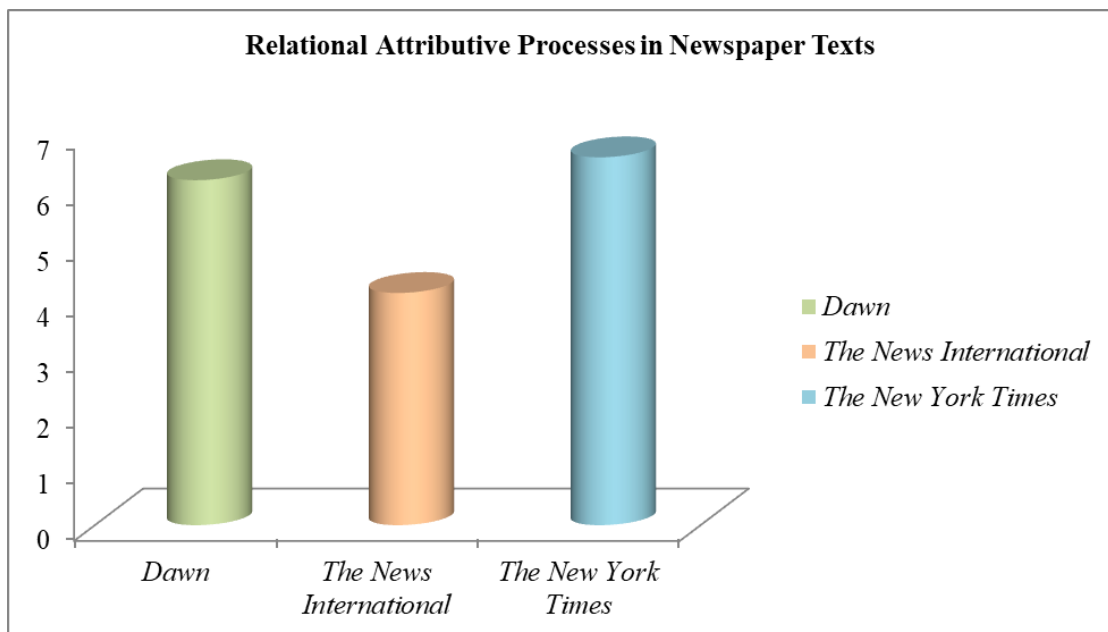 Relational Attributive Processes in Newspaper Texts
7
6
5
4
3
2
1
0
Dawn
The News
International
The New York
Times
Dawn
The News International
The New York Times